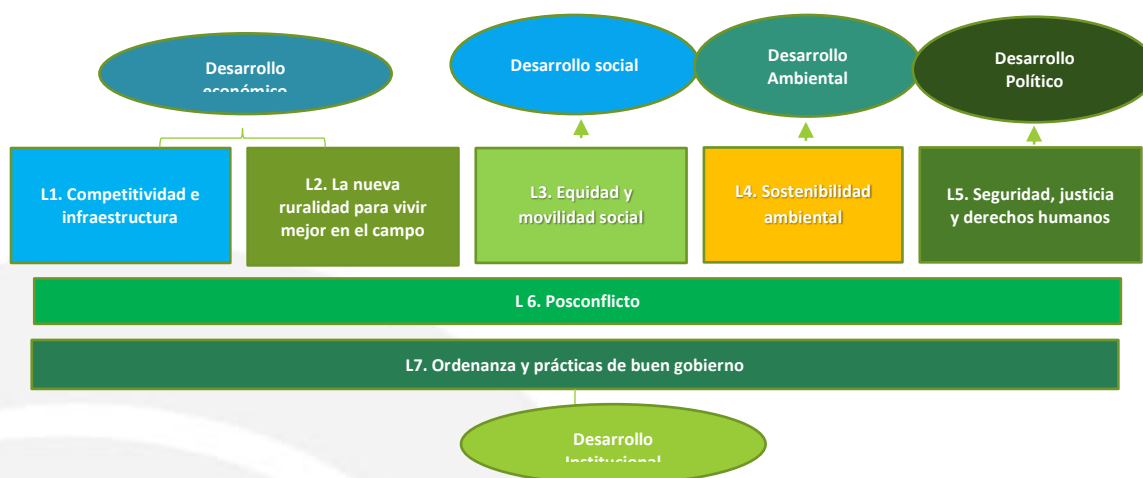 Desarrollo
económico
Desarrollo social
Desarrollo
Ambiental
Desarrollo
Político
L1. Competitividad e
infraestructura
L2. La nueva
ruralidad para vivir
mejor en el campo
L3. Equidad y
movilidad social
L4. Sostenibilidad
ambiental
L5. Seguridad, justicia
y derechos humanos
L 6. Posconflicto
L7. Ordenanza y prácticas de buen gobierno
Desarrollo
Institucional